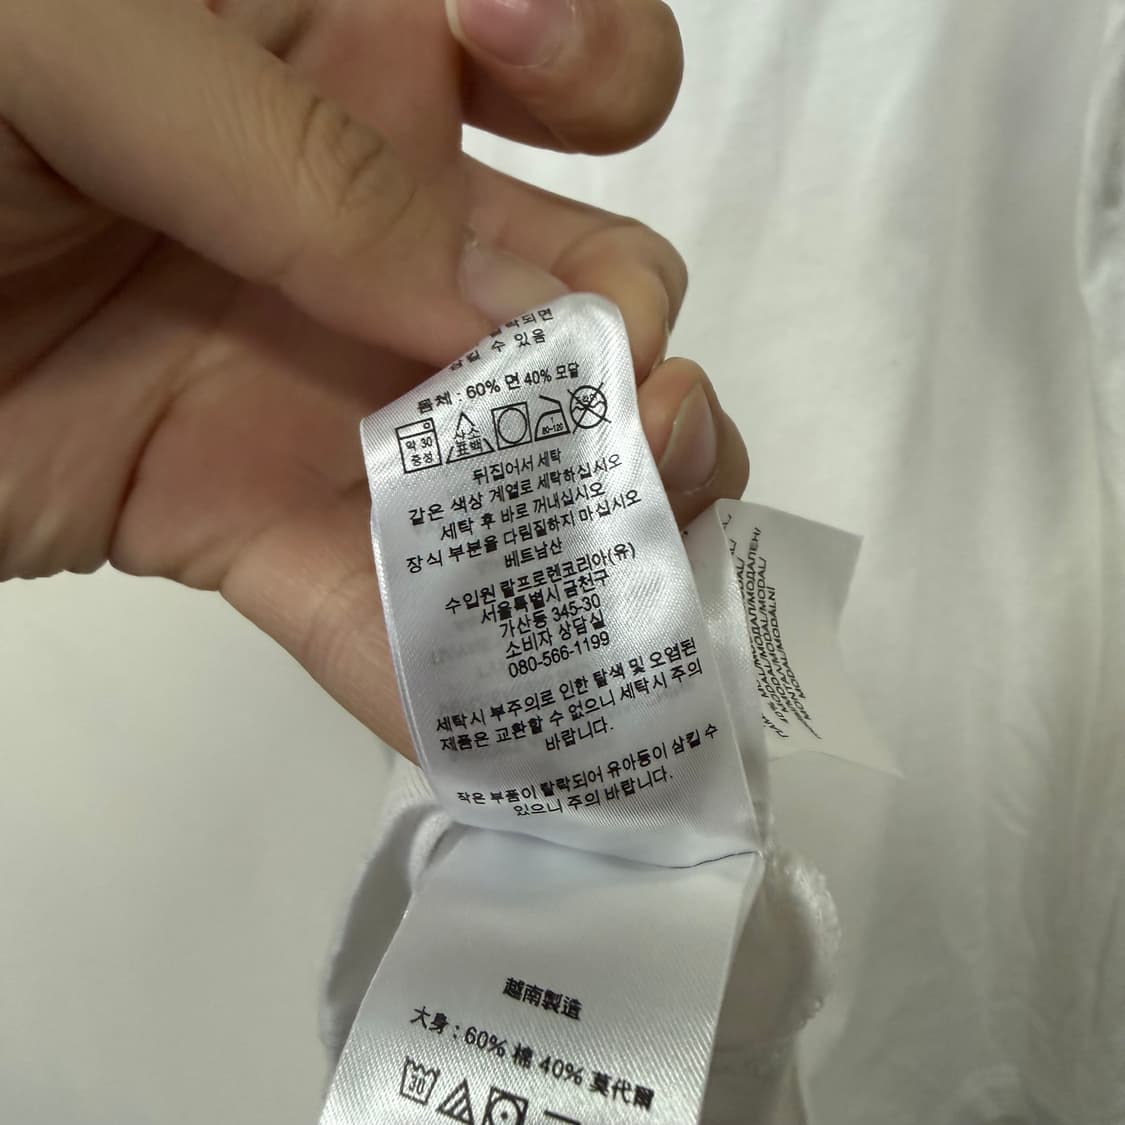 삼킬 수 있음
몸체 : 60% 면 40% 모달
약 30
중성
산소
표백
80~120
뒤집어서 세탁
같은 색상 계열로 세탁하십시오
세탁 후 바로 꺼내십시오
장식 부분을 다림질하지 마십시오
베트남산
수입원 랄프로렌코리아(유)
서울특별시 금천구
가산동 345-30
소비자 상담실
080-566-1199
세탁시 부주의로 인한 탈색 및 오염된
제품은 교환할 수 없으니 세탁시 주의
바랍니다.
작은 부품이 탈락되어 유아등이 삼킬 수
있으니 주의 바랍니다.
越南製造
大身 : 60% 棉 40% 莫代爾
30